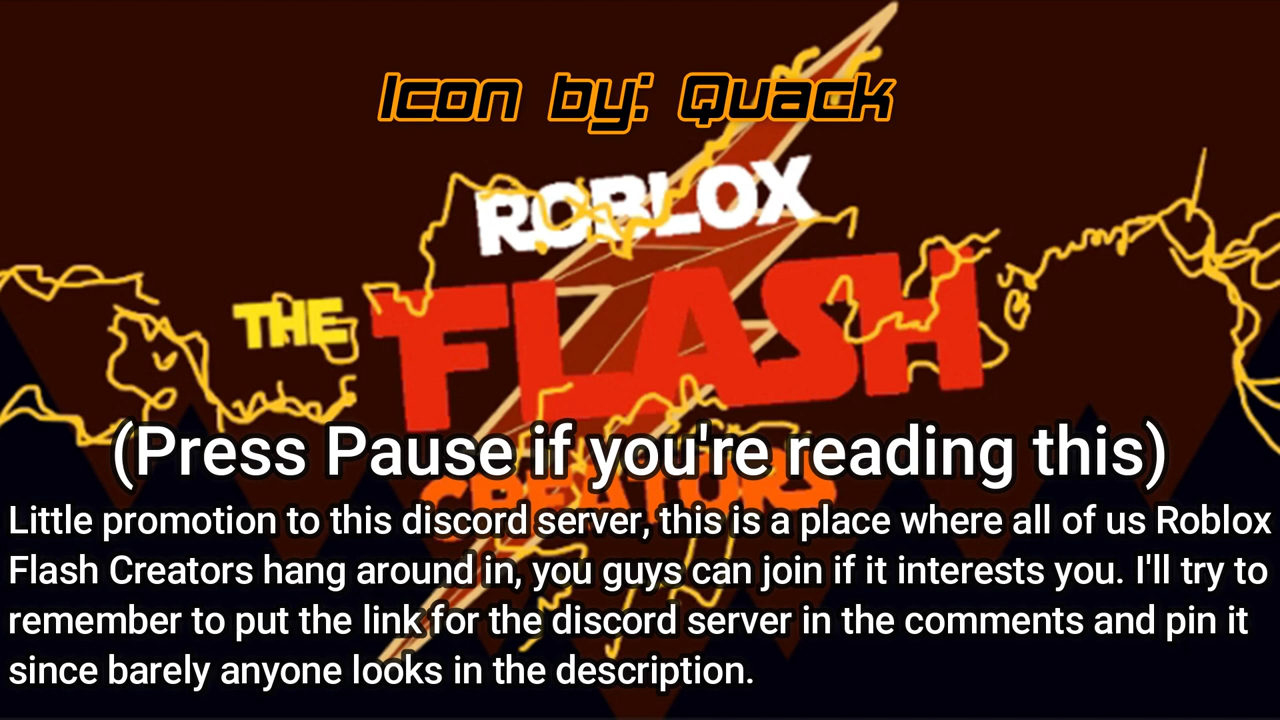 Icon by: Quack
ROBLOX
THE FLASH
(Press Pause if you're reading this)
CREATORS
Little promotion to this discord server, this is a place where all of us Roblox
Flash Creators hang around in, you guys can join if it interests you. I'll try to
remember to put the link for the discord server in the comments and pin it
since barely anyone looks in the description.